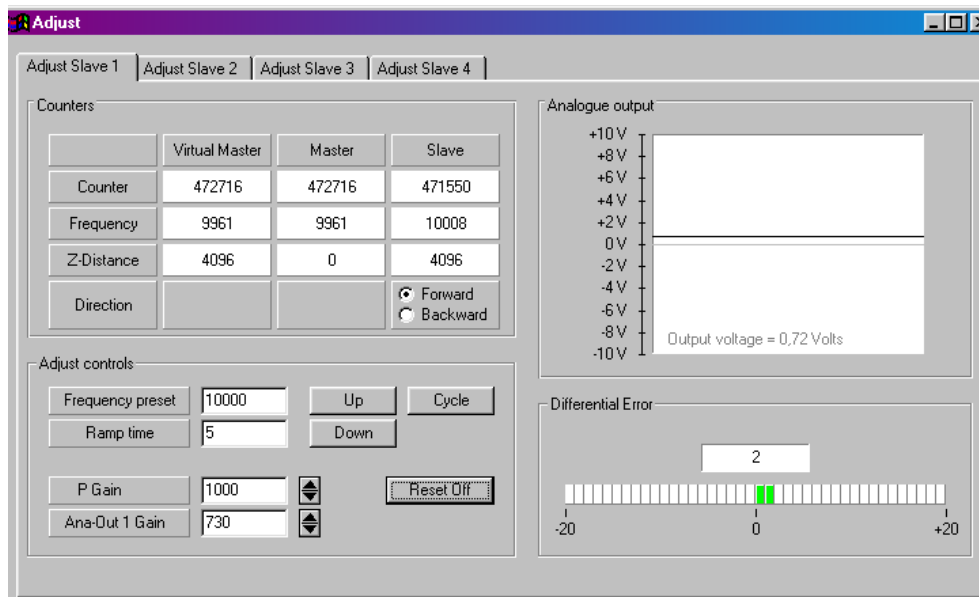 Adjust
Adjust Slave 1 Adjust Slave 2 Adjust Slave 3 Adjust Slave 4
Counters
Virtual Master Master Slave
Counter 472716 472716 471550
Frequency 9961 9961 10008
Z-Distance 4096 0 4096
Direction Forward
Backward
Adjust controls
Frequency preset 10000 Up Cycle
Ramp time 5 Down
P Gain 1000 Reset Off
Ana-Out 1 Gain 730
Analogue output
+10 V
+8 V
+6 V
+4 V
+2 V
0 V
-2 V
-4 V
-6 V
-8 V
-10 V
Output voltage = 0,72 Volts
Differential Error
2
-20 0 +20